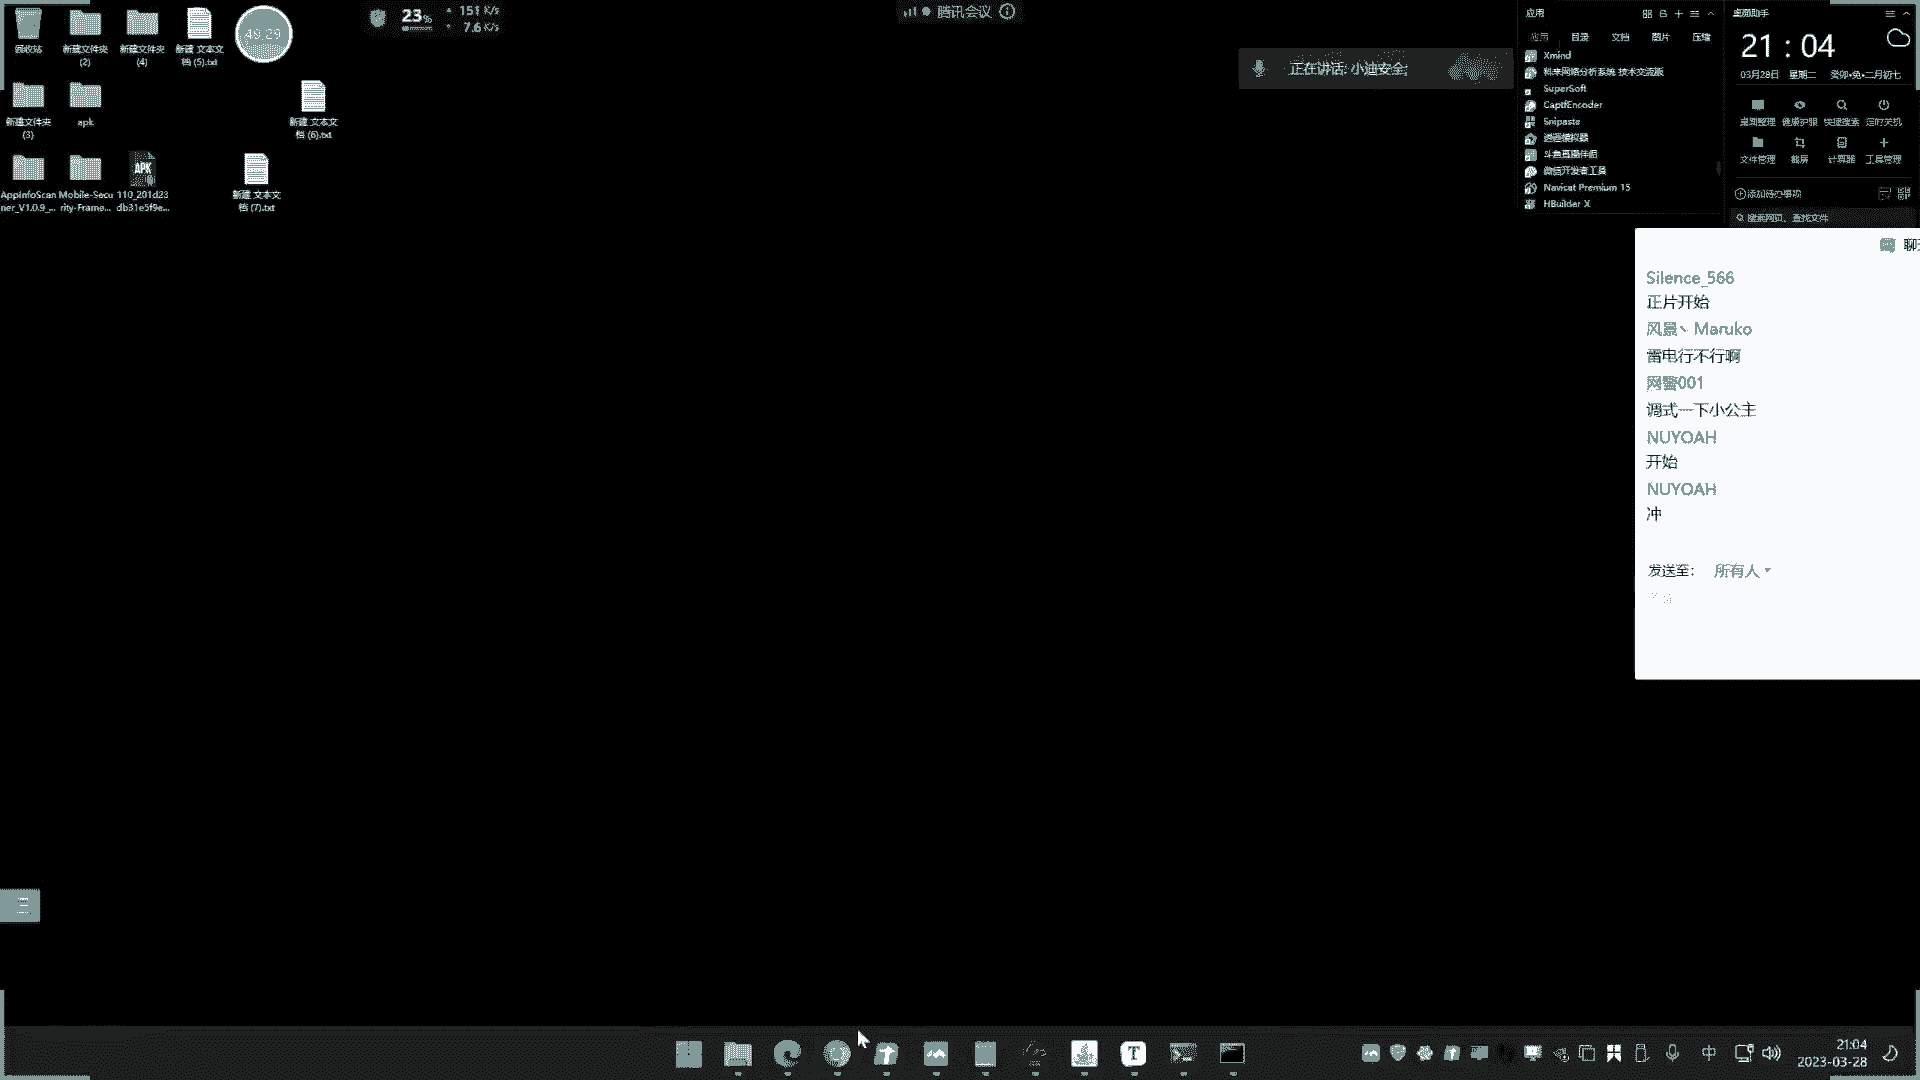 回收站
新建文件夹
(2)
新建文件夹
(4)
新建 文本文
档 (5).txt
49.29
23%
151 K/s
7.6 K/s
腾讯会议
正在讲话: 小迪安全;
新建文件夹
(3)
apk
新建 文本文
档 (6).txt
AppInfoScan
ner_V1.0.9_...
Mobile-Secu
rity-Frame...
APK
110_201d23
db31e5f9e...
新建 文本文
档 (7).txt
应用
应用 目录 文档 图片 压缩
Xmind
科来网络分析系统 技术交流版
SuperSoft
CaptfEncoder
Snipaste
逍遥模拟器
斗鱼直播伴侣
微信开发者工具
Navicat Premium 15
HBuilder X
桌面助手
21 : 04
03月28日 星期二 癸卯•兔•二月初七
桌面整理 健康护眼 快捷搜索 定时关机
文件管理 截屏 计算器 工具管理
添加待办事项
搜索网页、查找文件
Silence_566
正片开始
风景丶Maruko
雷电行不行啊
网警001
调式一下小公主
NUYOAH
开始
NUYOAH
冲
发送至: 所有人
中
21:04
2023-03-28